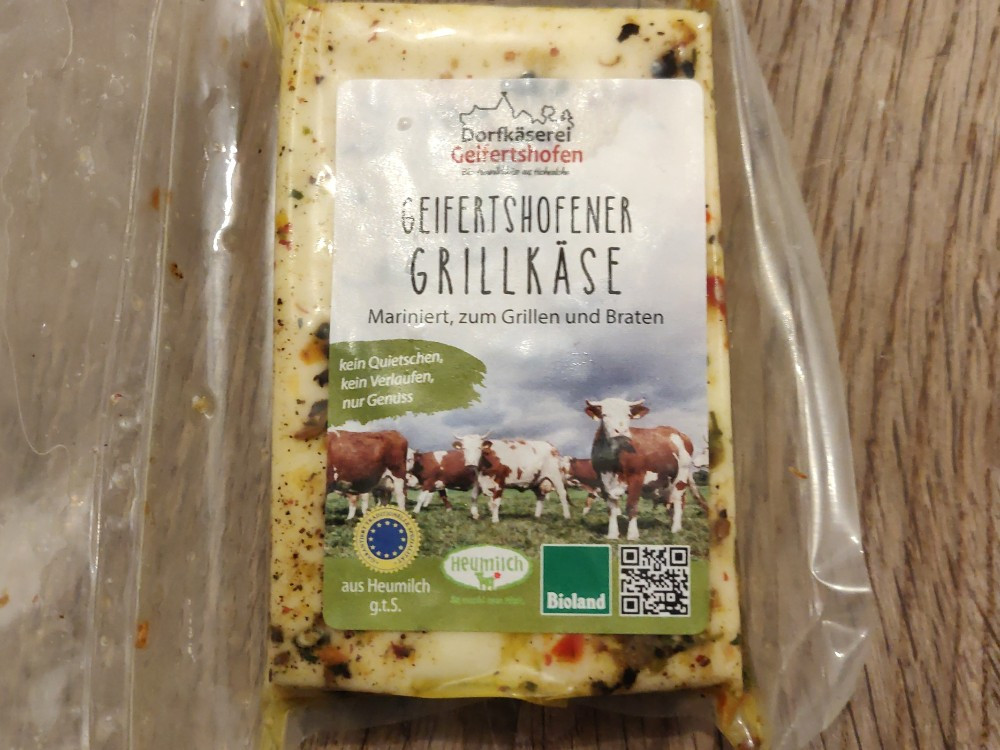 Dorfkäserei
Geifertshofen
GEIFERTSHOFENER
GRILLKÄSE
Mariniert, zum Grillen und Braten
kein Quietschen,
kein Verlaufen,
nur Genuss
aus Heumilch
g.t.S.
Heumilch
Bioland